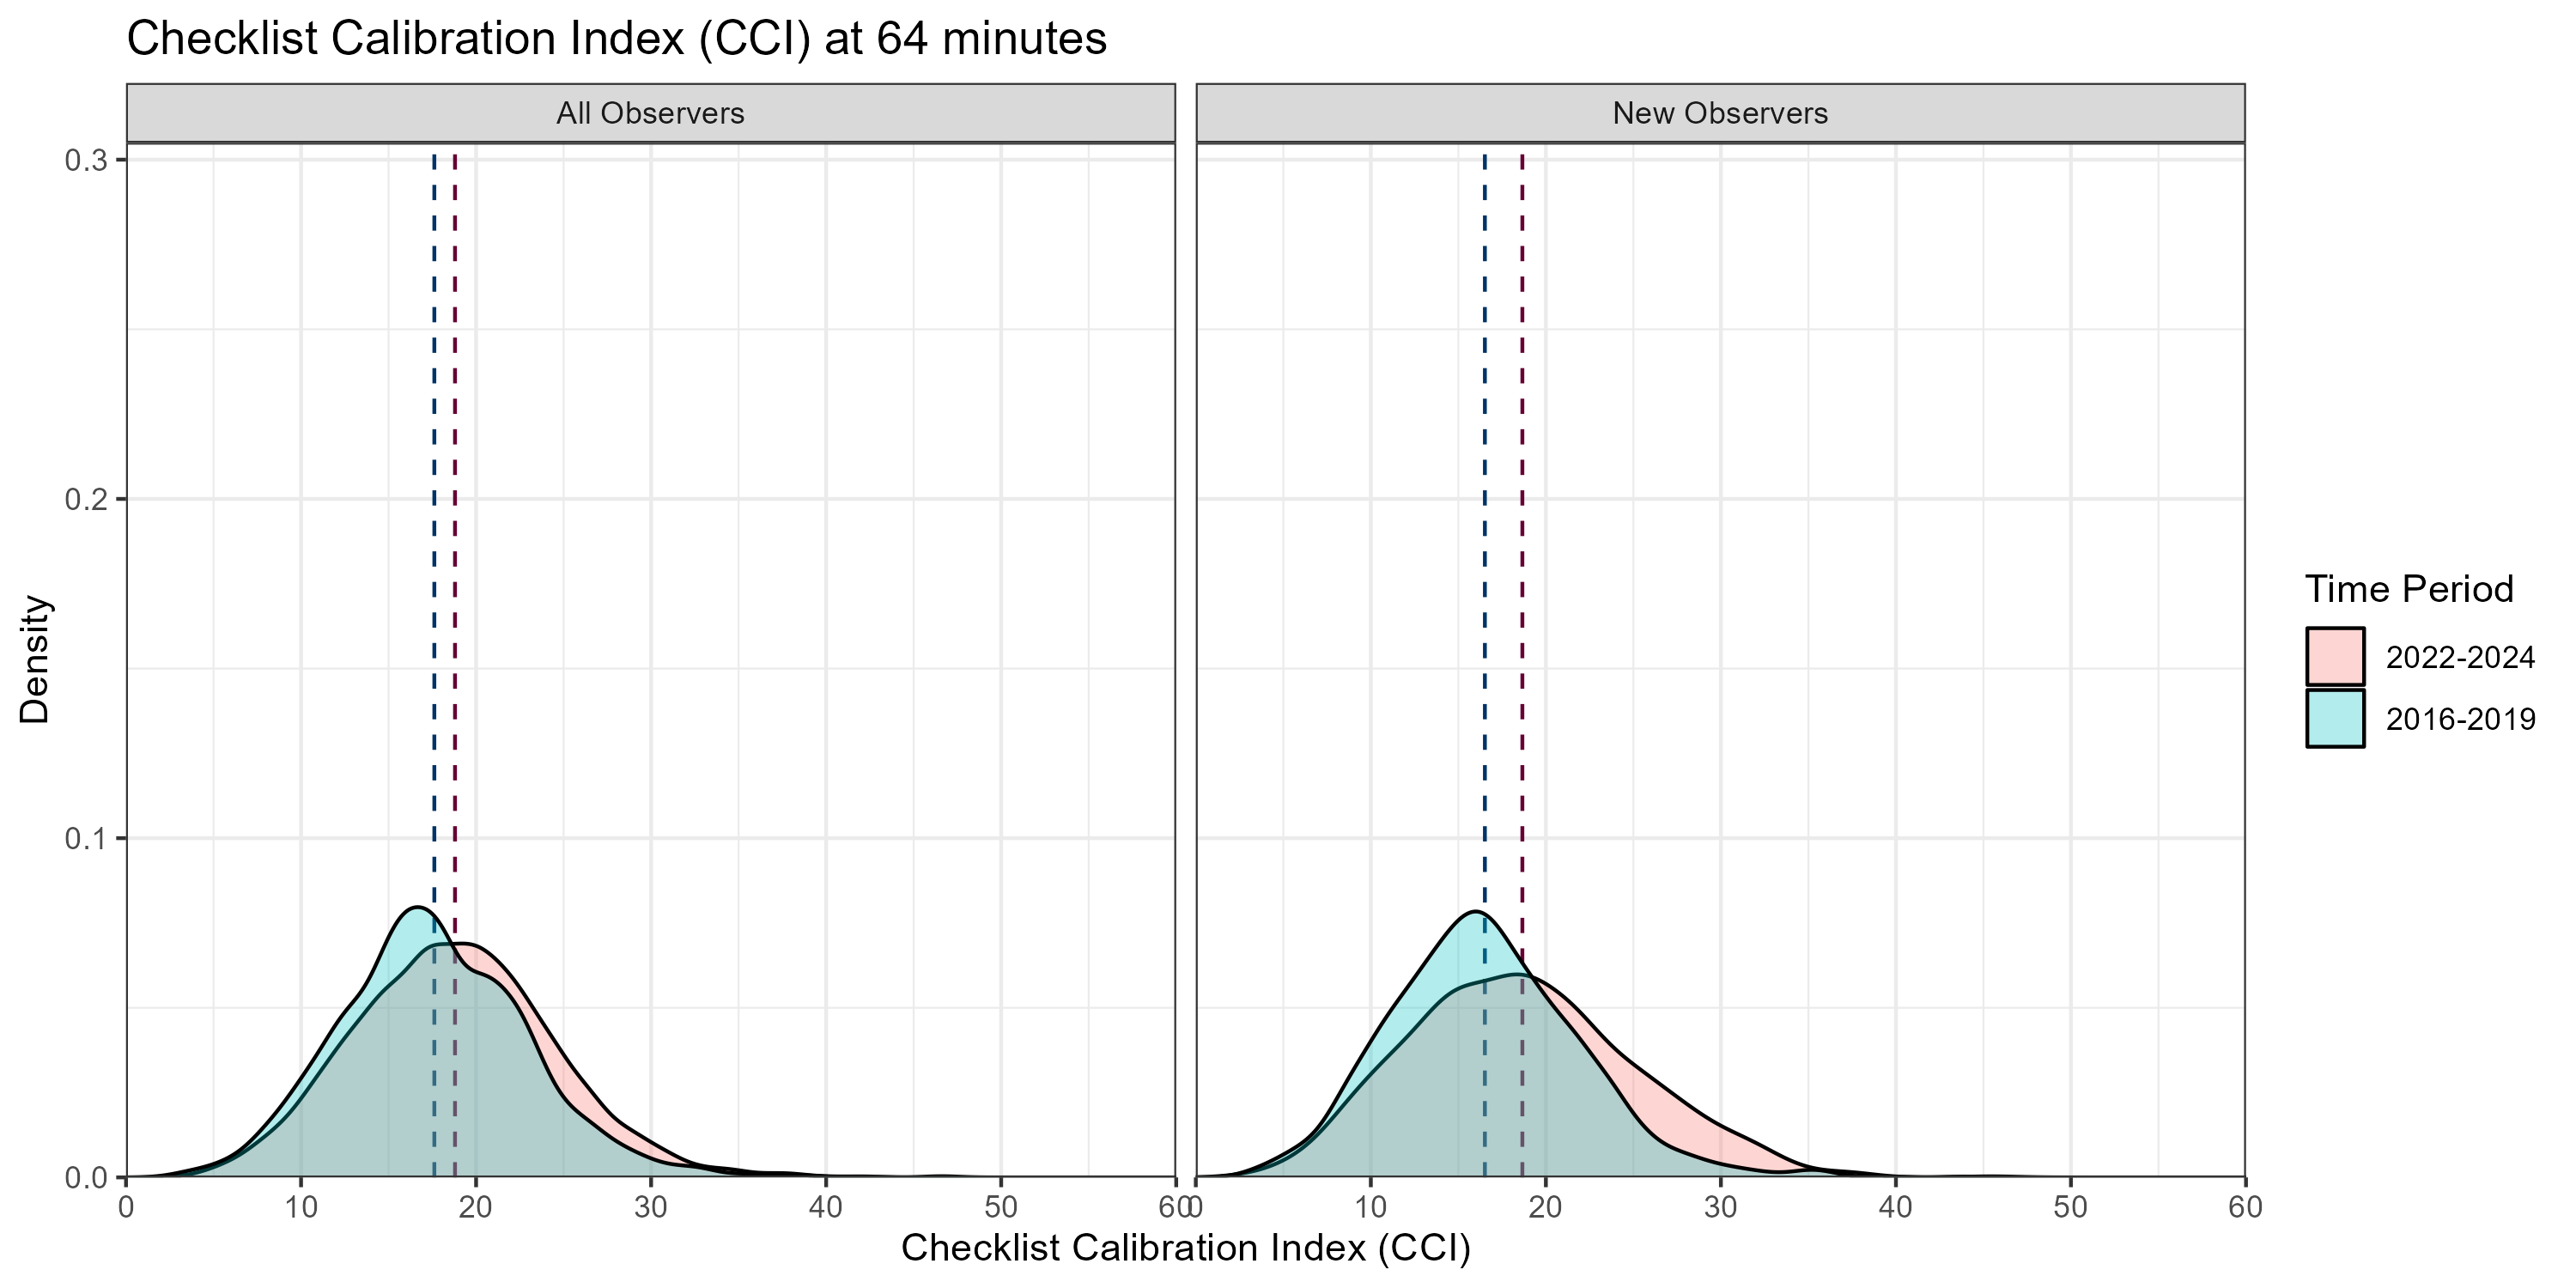 Checklist Calibration Index (CCI) at 64 minutes
All Observers
New Observers
0.3
0.2
0.1
0.0
Density
0 10 20 30 40 50 60
0 10 20 30 40 50 60
Checklist Calibration Index (CCI)
Time Period
2022-2024
2016-2019